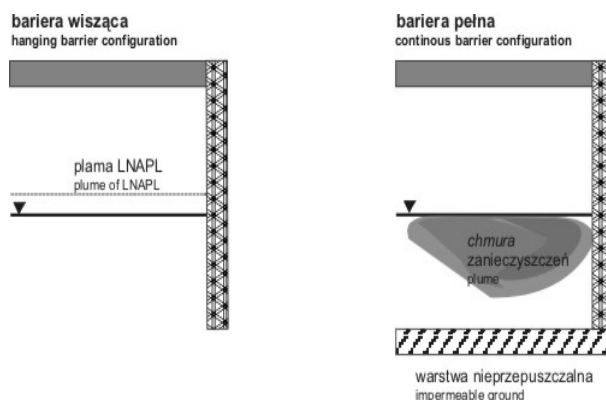 bariera wisząca
hanging barrier configuration
plama LNAPL
plume of LNAPL
bariera pełna
continous barrier configuration
chmura
zanieczyszczeń
plume
warstwa nieprzepuszczalna
impermeable ground